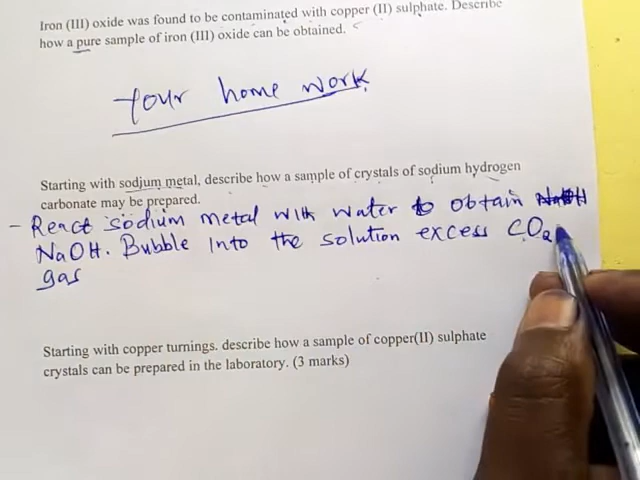 Iron (III) oxide was found to be contaminated with copper (II) sulphate. Describe
how a pure sample of iron (III) oxide can be obtained.
Your home work
Starting with sodium metal, describe how a sample of crystals of sodium hydrogen
carbonate may be prepared.
- React sodium metal with water to obtain NaOH
NaOH. Bubble into the solution excess CO2
gas
Starting with copper turnings. describe how a sample of copper(II) sulphate
crystals can be prepared in the laboratory. (3 marks)